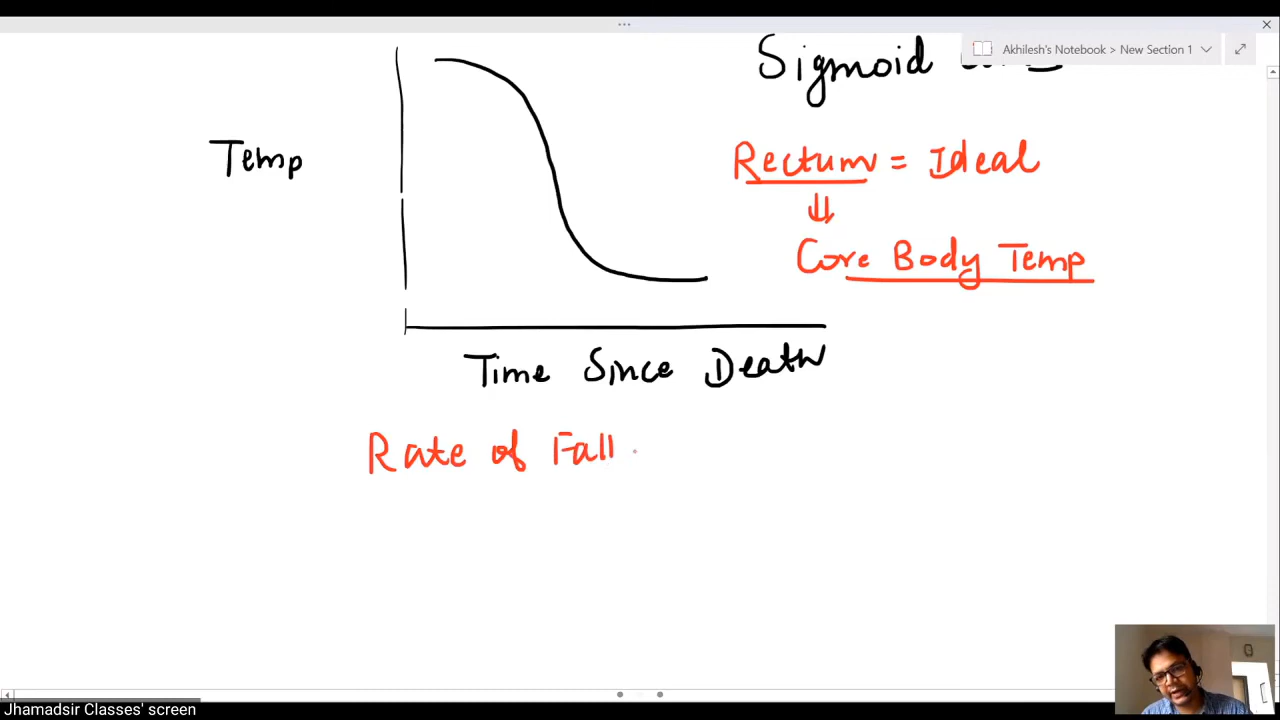 Akhilesh's Notebook > New Section 1
Sigmoid
Temp
Rectum = Ideal
Core Body Temp
Time Since Death
Rate of Fall
Jhamadsir Classes' screen